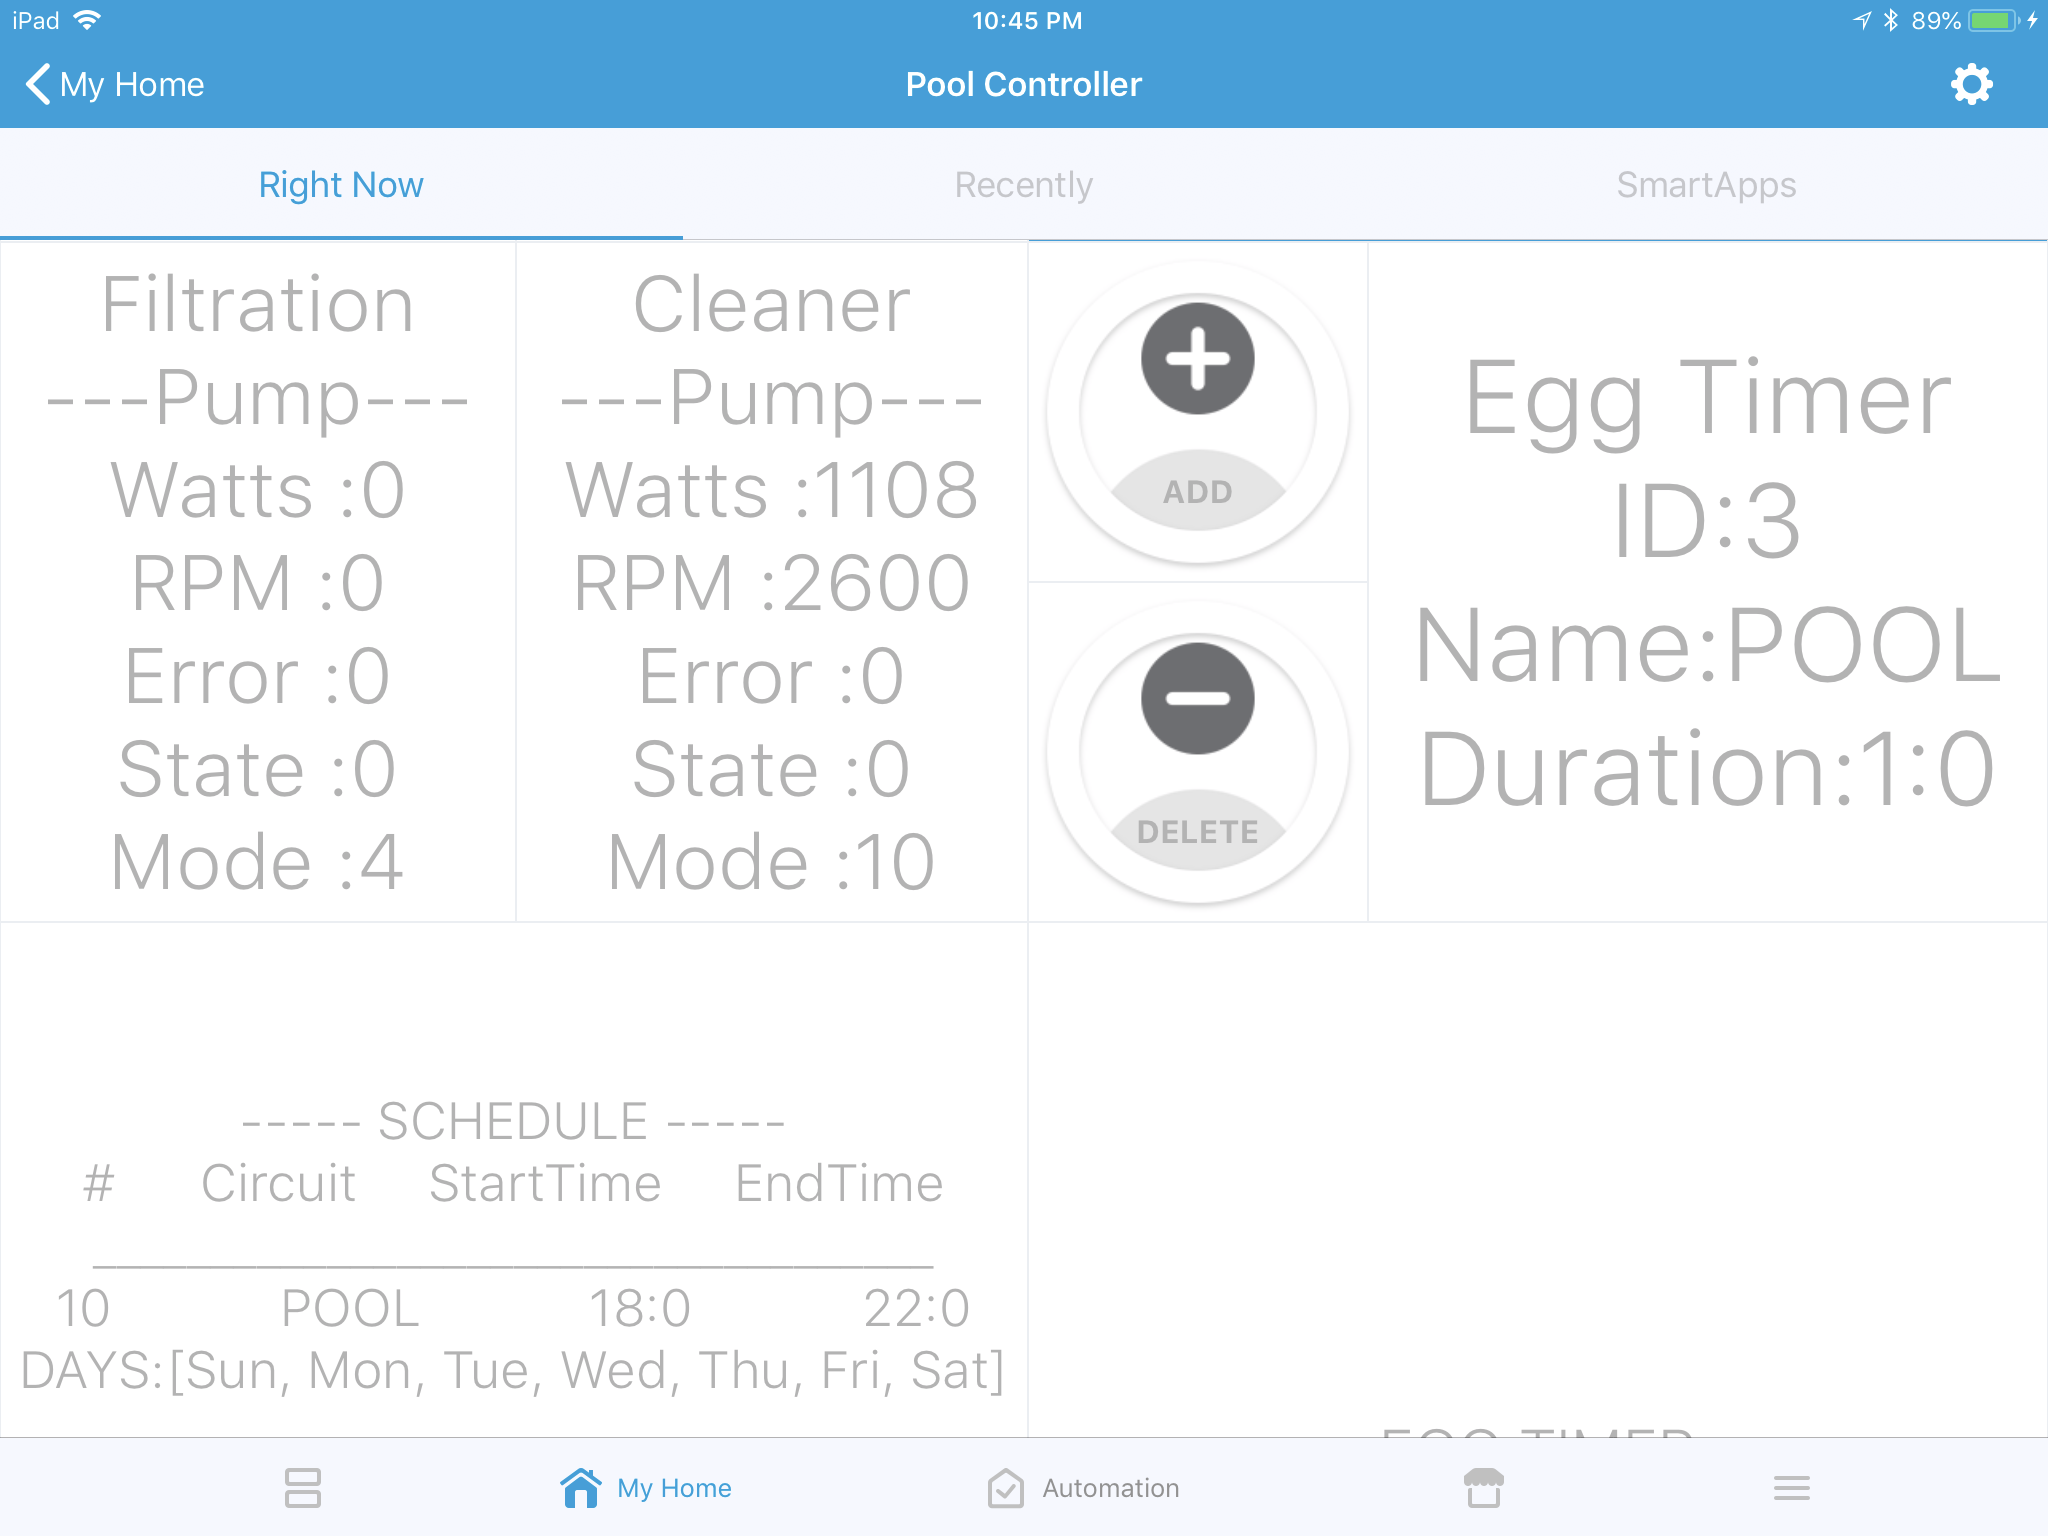 iPad
10:45 PM
89%
My Home
Pool Controller
Right Now
Recently
SmartApps
Filtration
---Pump---
Watts :0
RPM :0
Error :0
State :0
Mode :4
Cleaner
---Pump---
Watts :1108
RPM :2600
Error :0
State :0
Mode :10
ADD
DELETE
Egg Timer
ID:3
Name:POOL
Duration:1:0
----- SCHEDULE -----
# Circuit StartTime EndTime
10 POOL 18:0 22:0
DAYS:[Sun, Mon, Tue, Wed, Thu, Fri, Sat]
EGG TIMER
My Home
Automation